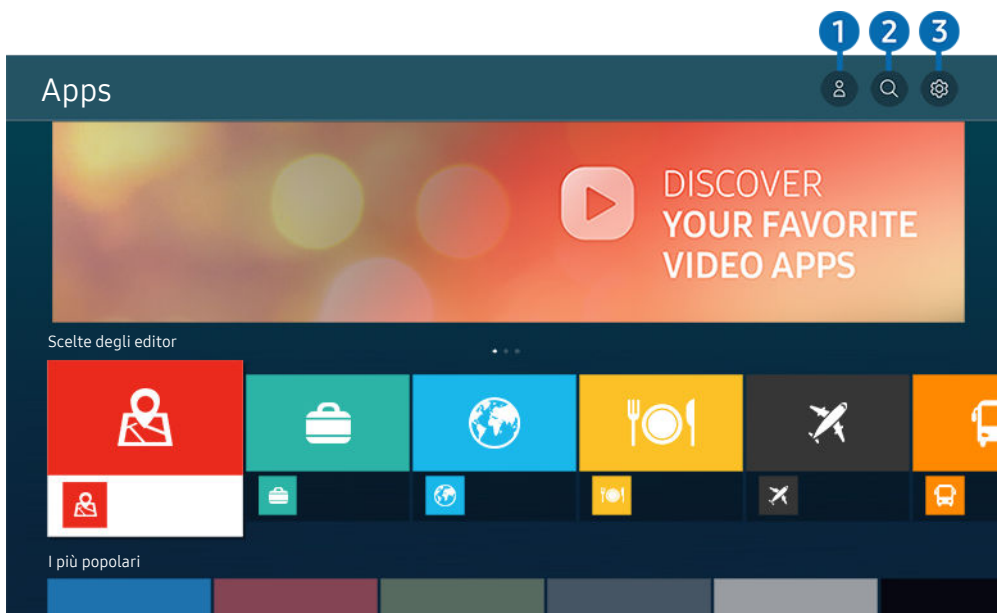 1 2 3
Apps
DISCOVER
YOUR FAVORITE
VIDEO APPS
Scelte degli editor
I più popolari